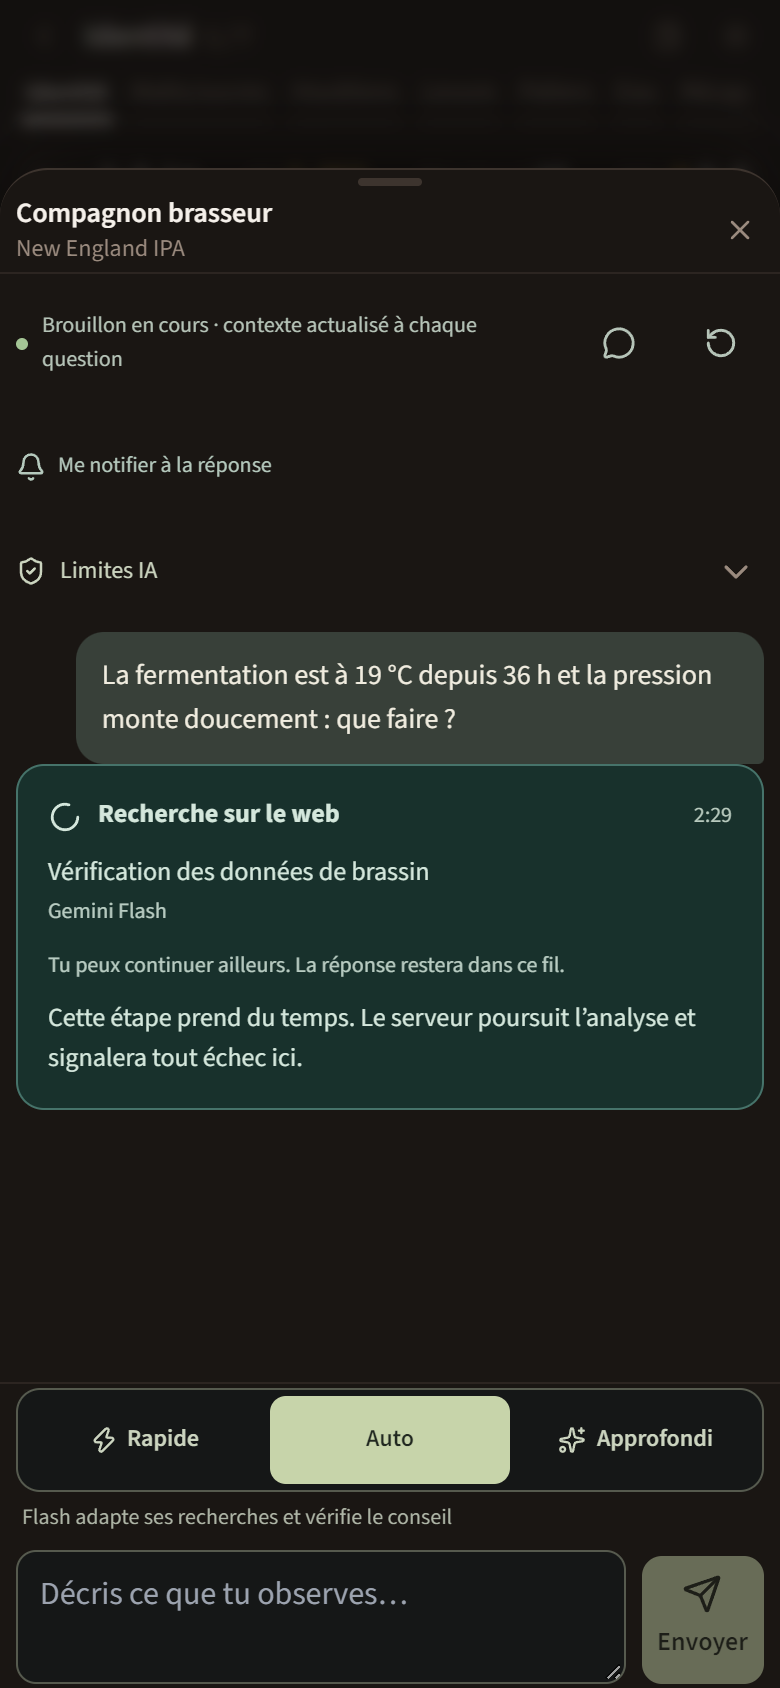 Compagnon brasseur
New England IPA
Brouillon en cours · contexte actualisé à chaque
question
Me notifier à la réponse
Limites IA
La fermentation est à 19 °C depuis 36 h et la pression
monte doucement : que faire ?
Recherche sur le web
2:29
Vérification des données de brassin
Gemini Flash
Tu peux continuer ailleurs. La réponse restera dans ce fil.
Cette étape prend du temps. Le serveur poursuit l’analyse et
signalera tout échec ici.
Rapide
Auto
Approfondi
Flash adapte ses recherches et vérifie le conseil
Décris ce que tu observes…
Envoyer